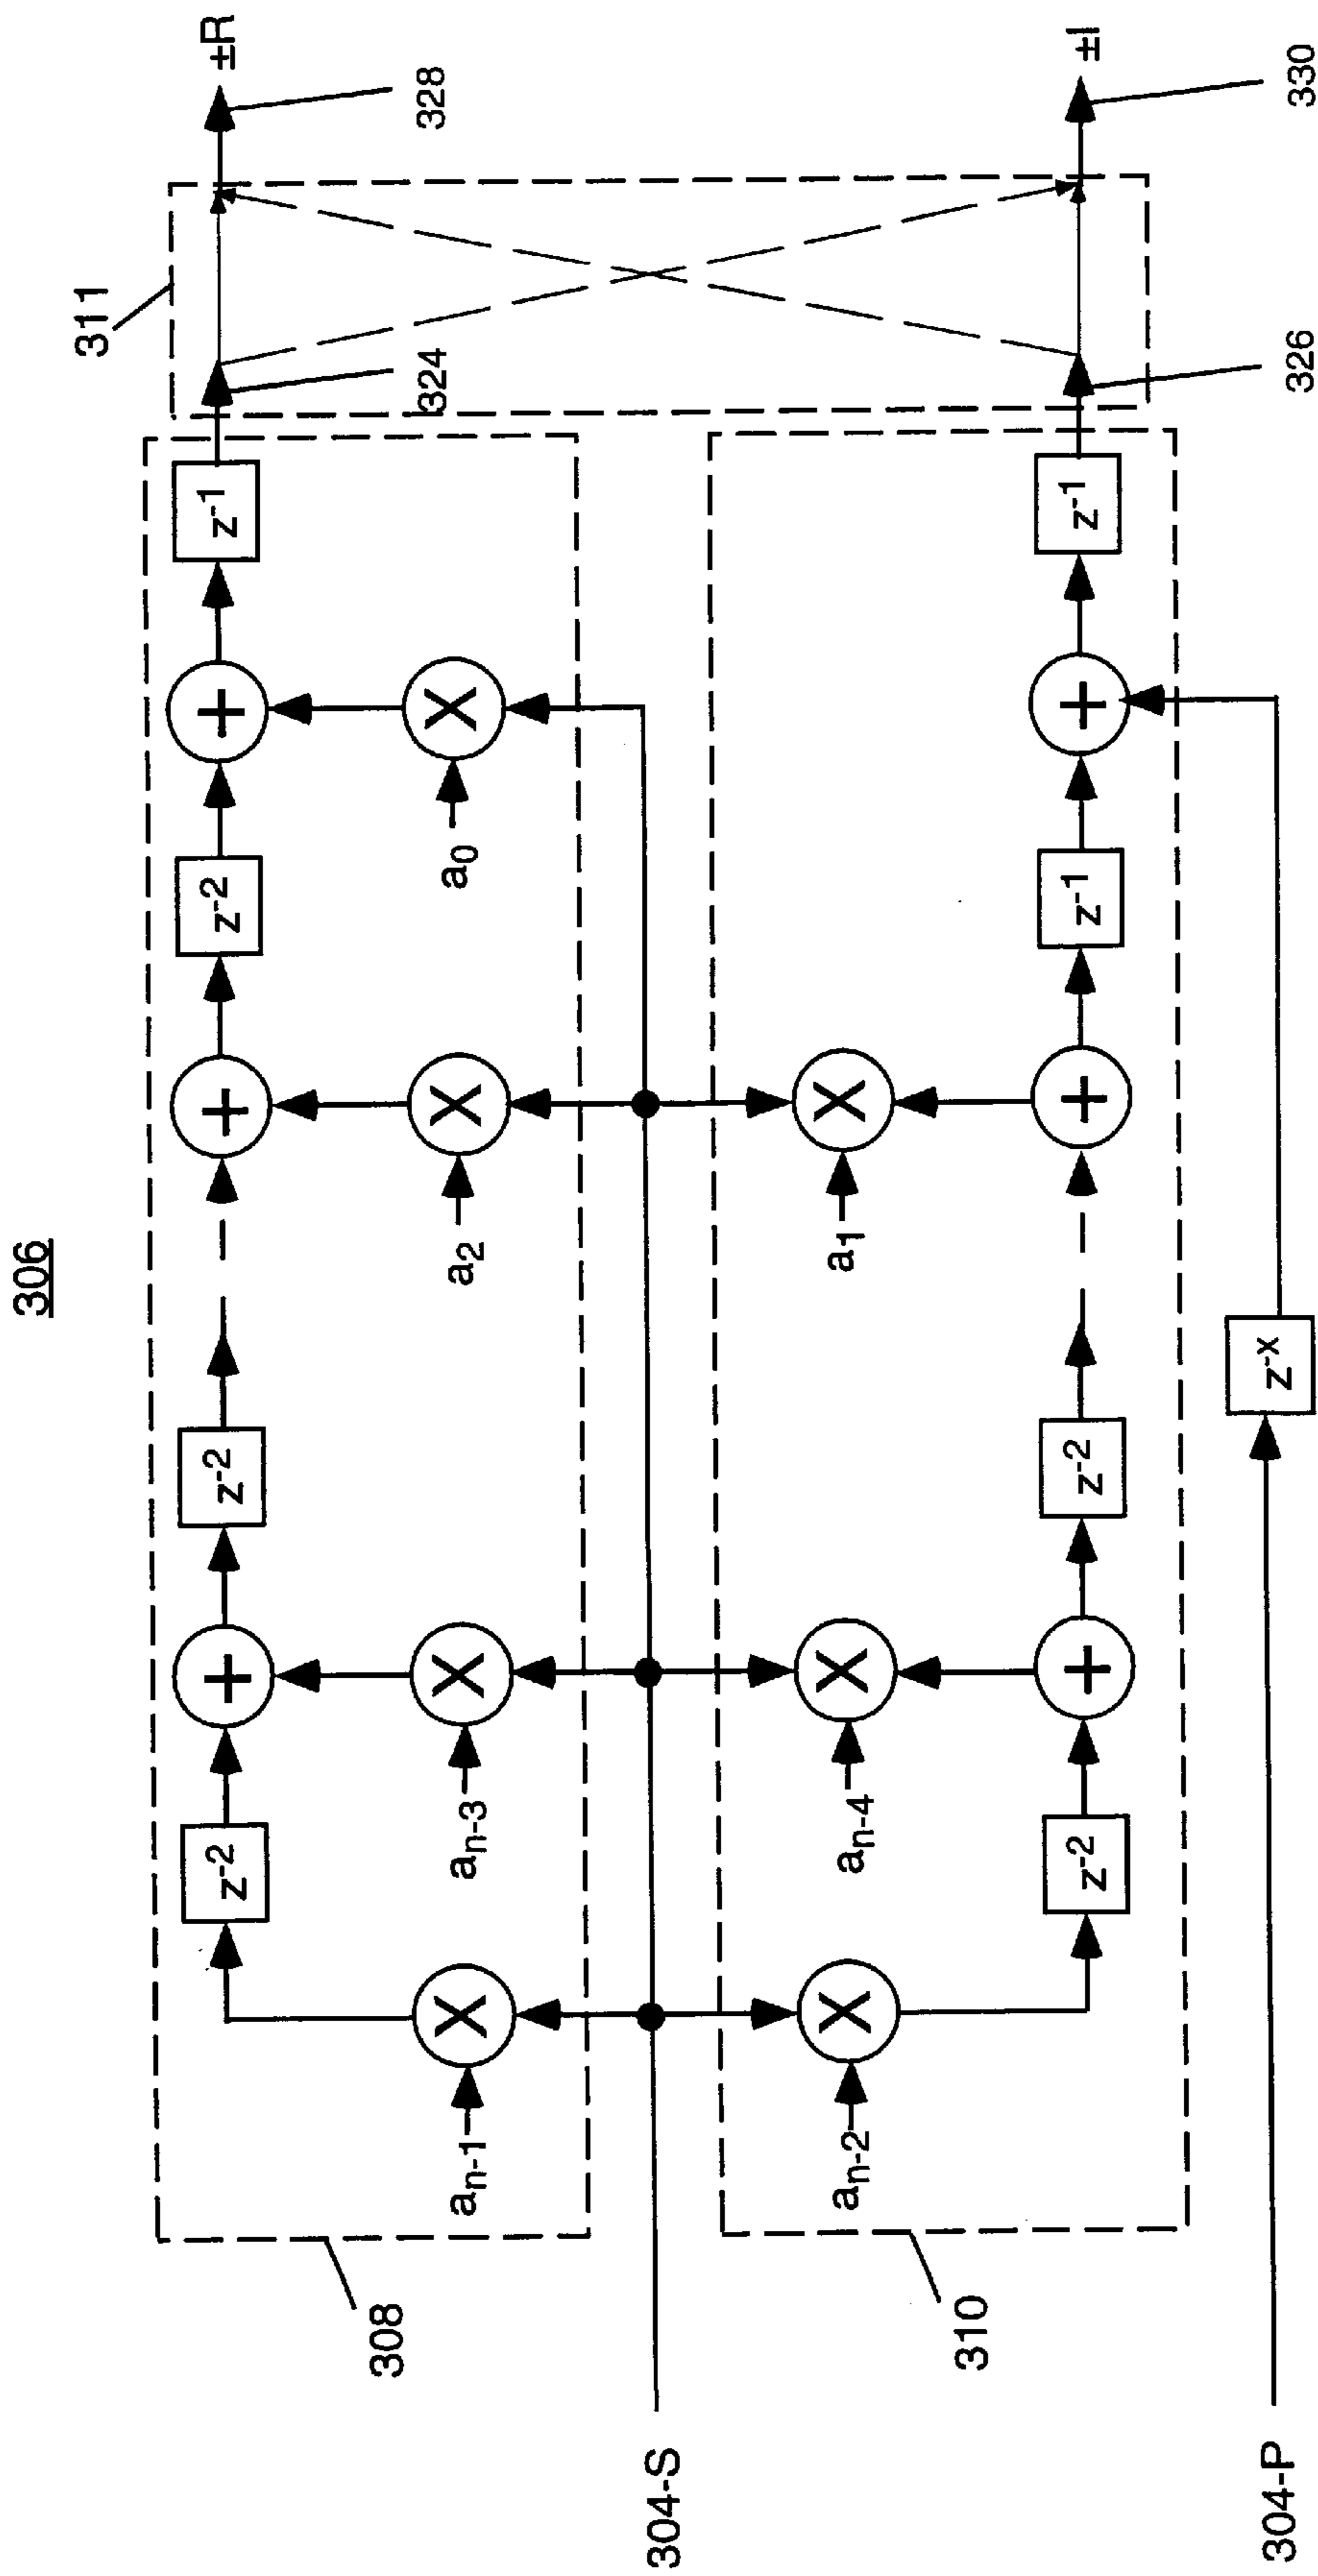 306
311
±R
328
324
z⁻¹
z⁻²
z⁻²
z⁻²
+
+
+
X
X
X
X
a₀
a₂
aₙ₋₃
aₙ₋₁
308
304-S
X
X
X
a₁
aₙ₋₄
aₙ₋₂
310
+
+
+
z⁻¹
z⁻¹
z⁻²
z⁻²
326
±I
330
z⁻ˣ
304-P